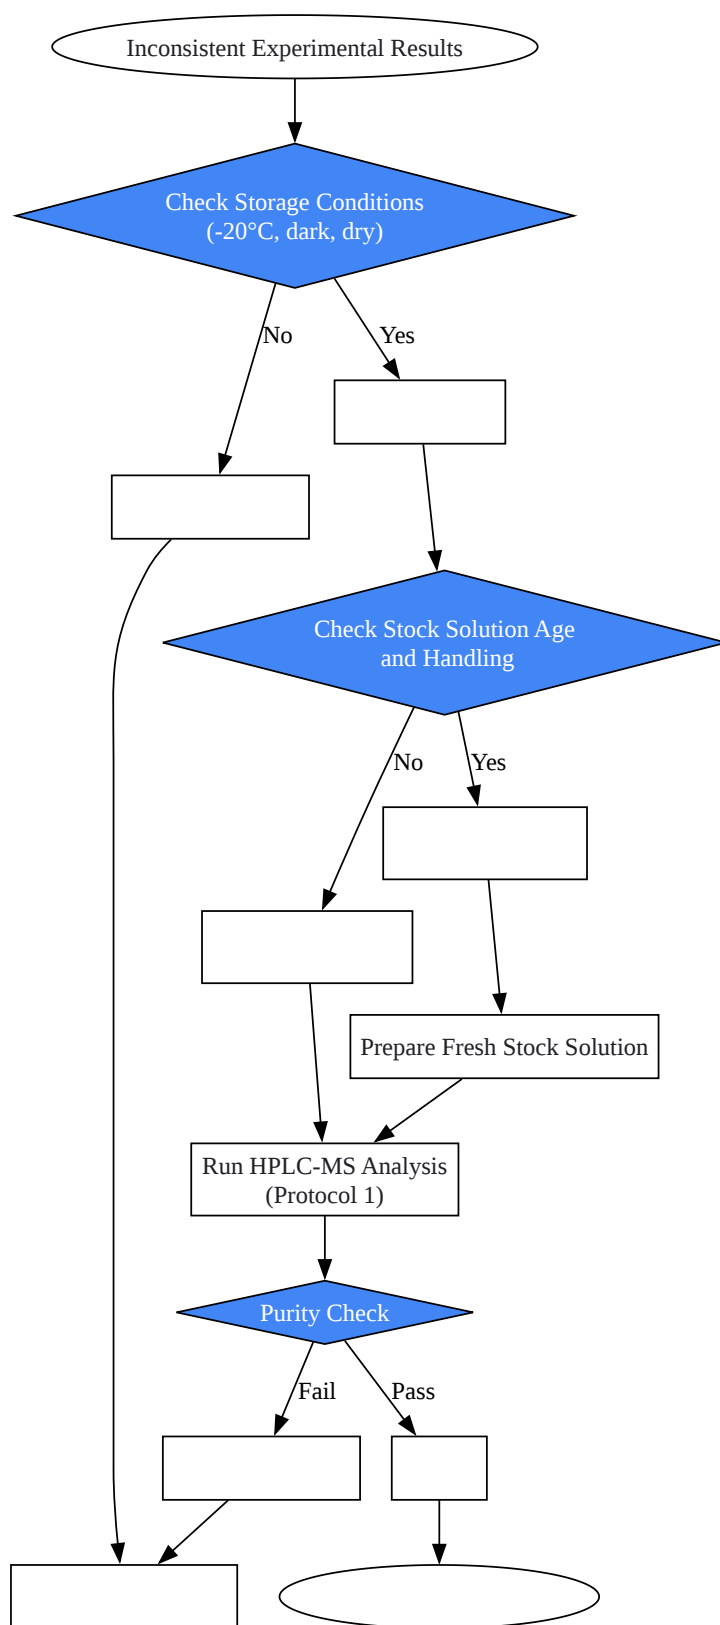 Inconsistent Experimental Results
Check Storage Conditions
(-20°C, dark, dry)
No
Yes
Check Stock Solution Age
and Handling
No
Yes
Prepare Fresh Stock Solution
Run HPLC-MS Analysis
(Protocol 1)
Purity Check
Fail
Pass